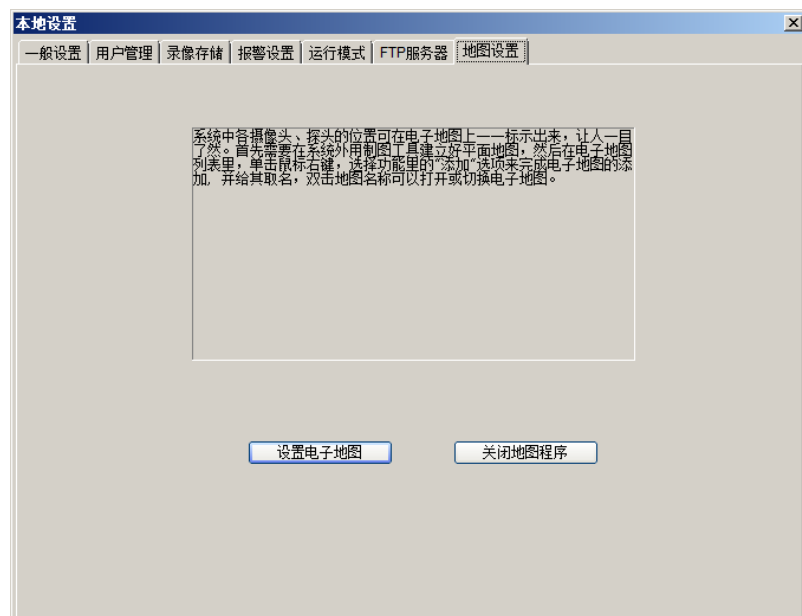 本地设置
一般设置 用户管理 录像存储 报警设置 运行模式 FTP服务器 地图设置
系统中各摄像头、探头的位置可在电子地图上一一标示出来，让人一目
了然。首先需要在系统外用制图工具建立好平面地图，然后在电子地图
列表里，单击鼠标右键，选择功能里的“添加”选项来完成电子地图的添
加，并给其取名，双击地图名称可以打开或切换电子地图。
设置电子地图 关闭地图程序